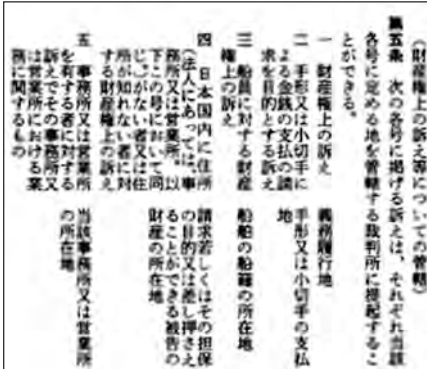 (財産権上の訴え等についての管轄)
第五条 次の各号に掲げる訴えは、それぞれ当該
各号に定める地を管轄する裁判所に提起するこ
とができる。
一 財産権上の訴え 義務履行地
二 手形又は小切手に 手形又は小切手の支払
よる金銭の支払の請 地
求を目的とする訴え
三 船員に対する財産 船舶の船籍の所在地
権上の訴え
四 日本国内に住所 請求若しくはその担保
(法人にあっては、事 の目的又は差し押さえ
務所又は営業所。以 ることができる被告の
下この号において同 財産の所在地
じ。)がない者又は住
所が知れない者に対
する財産権上の訴え
五 事務所又は営業所 当該事務所又は営業所
を有する者に対する の所在地
訴えでその事務所又
は営業所における業
務に関するもの